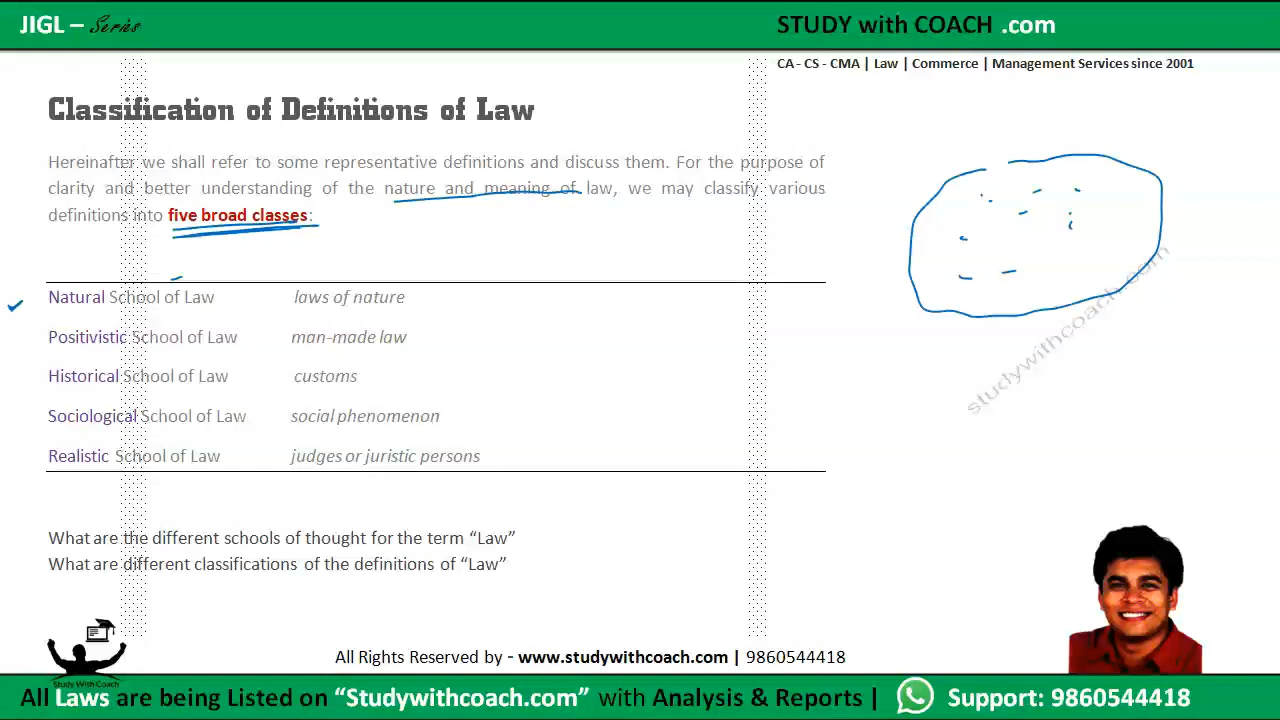 JIGL – Series
STUDY with COACH .com
CA - CS - CMA | Law | Commerce | Management Services since 2001
Classification of Definitions of Law
Hereinafter we shall refer to some representative definitions and discuss them. For the purpose of
clarity and better understanding of the nature and meaning of law, we may classify various
definitions into five broad classes:
Natural School of Law laws of nature
Positivistic School of Law man-made law
Historical School of Law customs
Sociological School of Law social phenomenon
Realistic School of Law judges or juristic persons
studywithcoach.com
What are the different schools of thought for the term “Law”
What are different classifications of the definitions of “Law”
Study With Coach
All Rights Reserved by - www.studywithcoach.com | 9860544418
All Laws are being Listed on “Studywithcoach.com” with Analysis & Reports |
Support: 9860544418